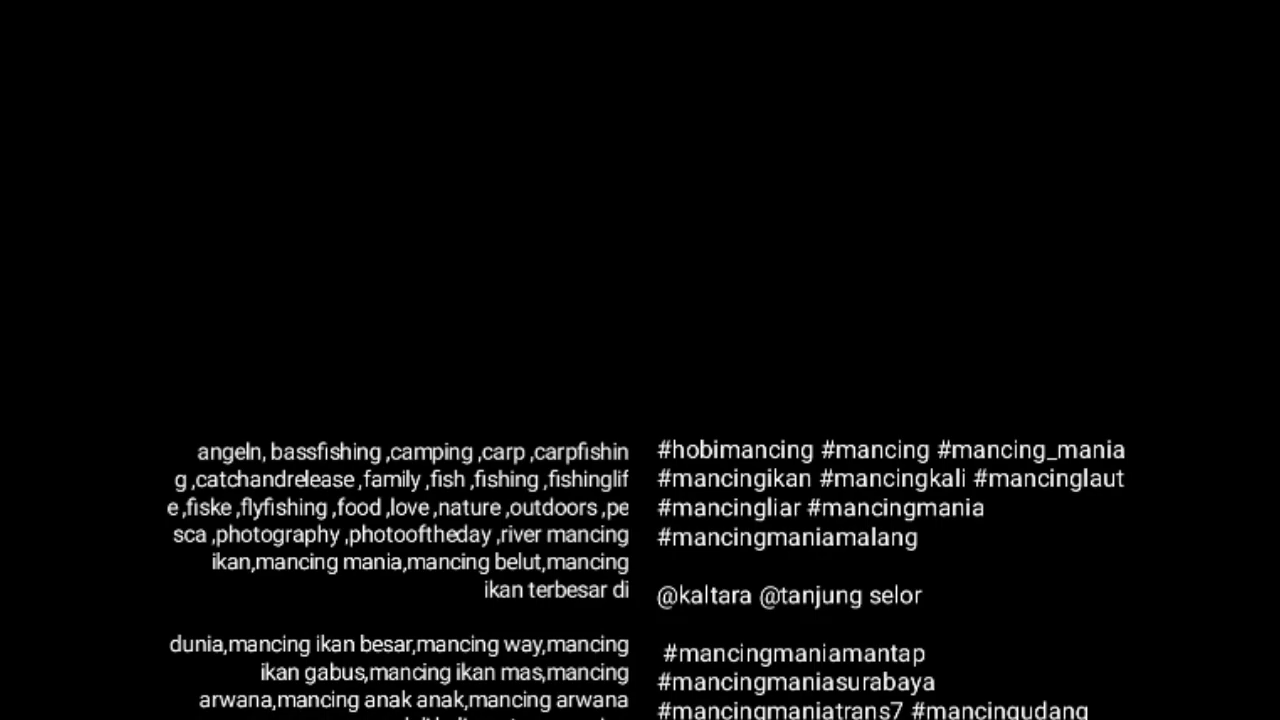 angeln, bassfishing ,camping ,carp ,carpfishin
g ,catchandrelease ,family ,fish ,fishing ,fishinglif
e ,fiske ,flyfishing ,food ,love ,nature ,outdoors ,pe
sca ,photography ,photooftheday ,river mancing
ikan,mancing mania,mancing belut,mancing
ikan terbesar di
dunia,mancing ikan besar,mancing way,mancing
ikan gabus,mancing ikan mas,mancing
arwana,mancing anak anak,mancing arwana
#hobimancing #mancing #mancing_mania
#mancingikan #mancingkali #mancinglaut
#mancingliar #mancingmania
#mancingmaniamalang
@kaltara @tanjung selor
#mancingmaniamantap
#mancingmaniasurabaya
#mancingmaniatrans7 #mancingudang